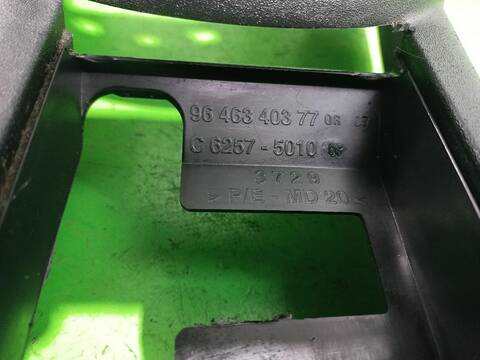 96 463 403 77
C 6257 - 5010
3729
> P/E - MD 20 <